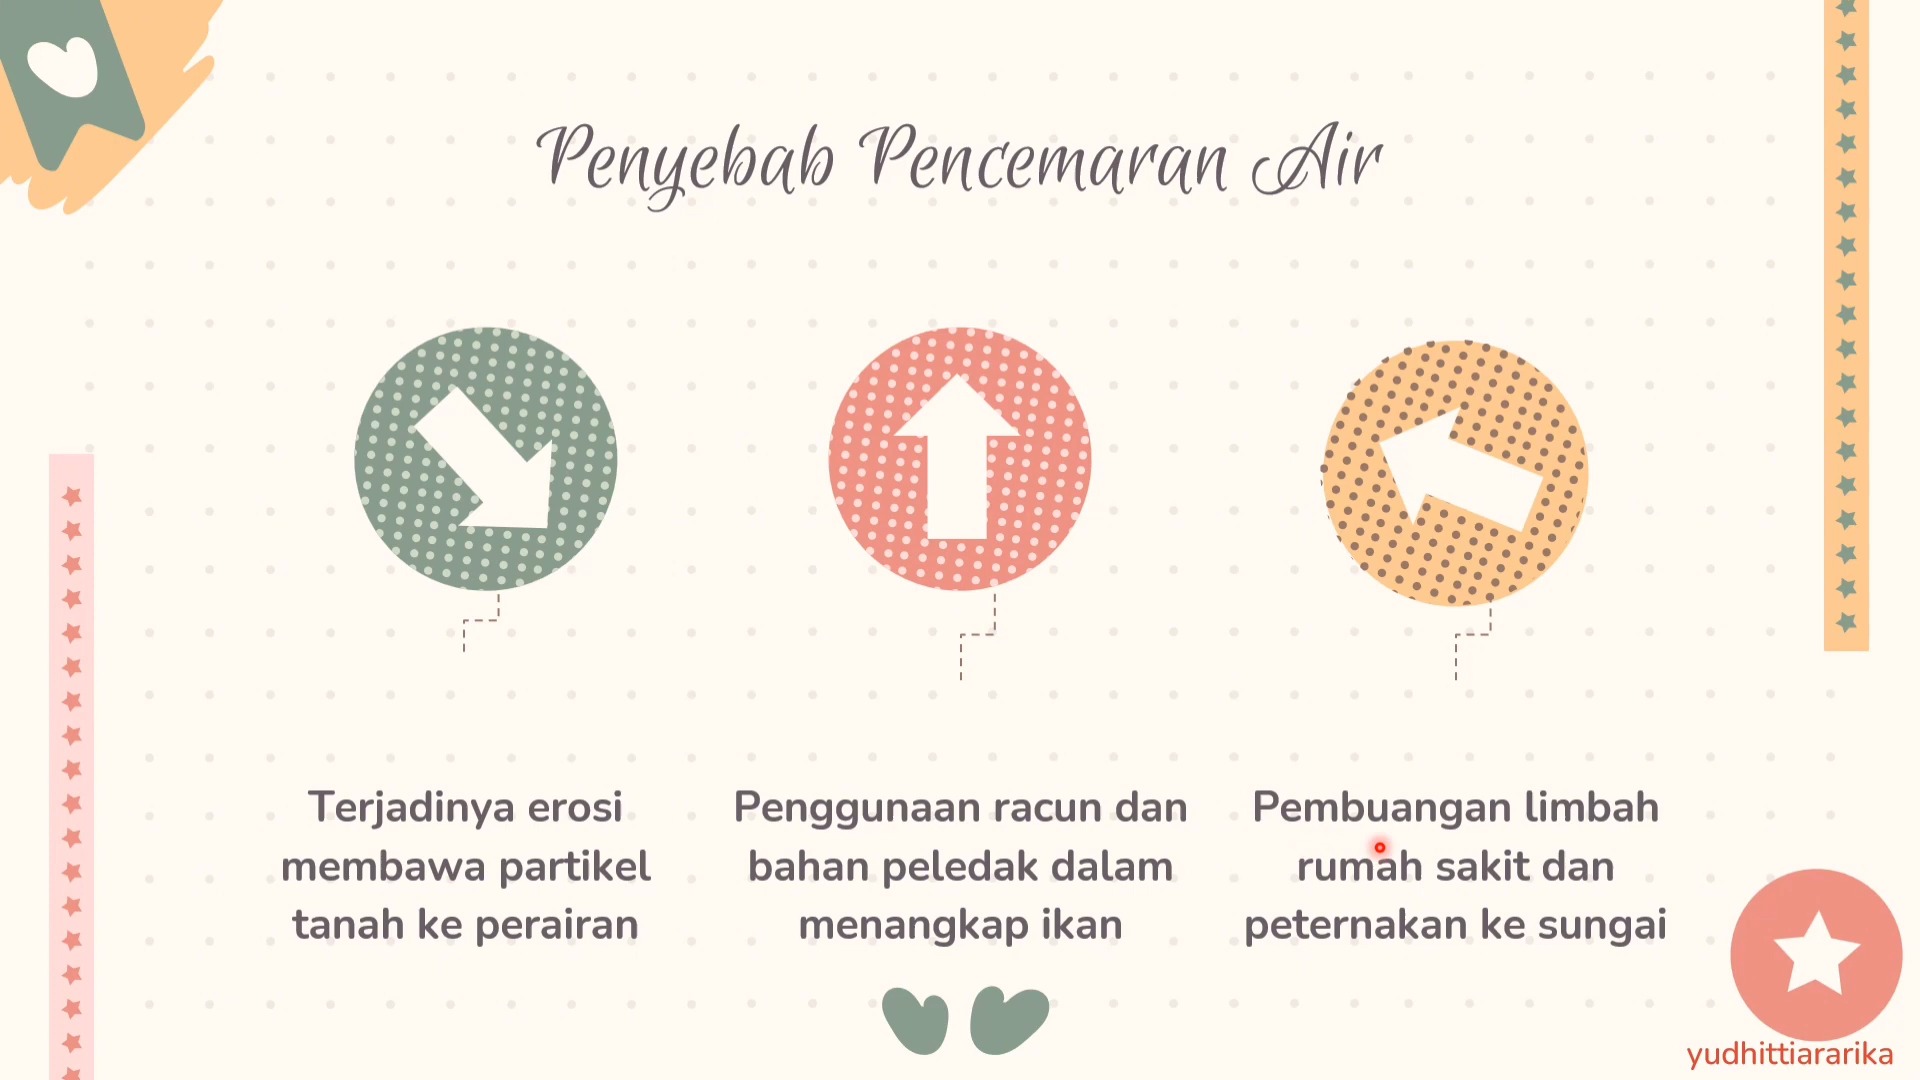 Penyebab Pencemaran Air
Terjadinya erosi
membawa partikel
tanah ke perairan
Penggunaan racun dan
bahan peledak dalam
menangkap ikan
Pembuangan limbah
rumah sakit dan
peternakan ke sungai
yudhittiararika